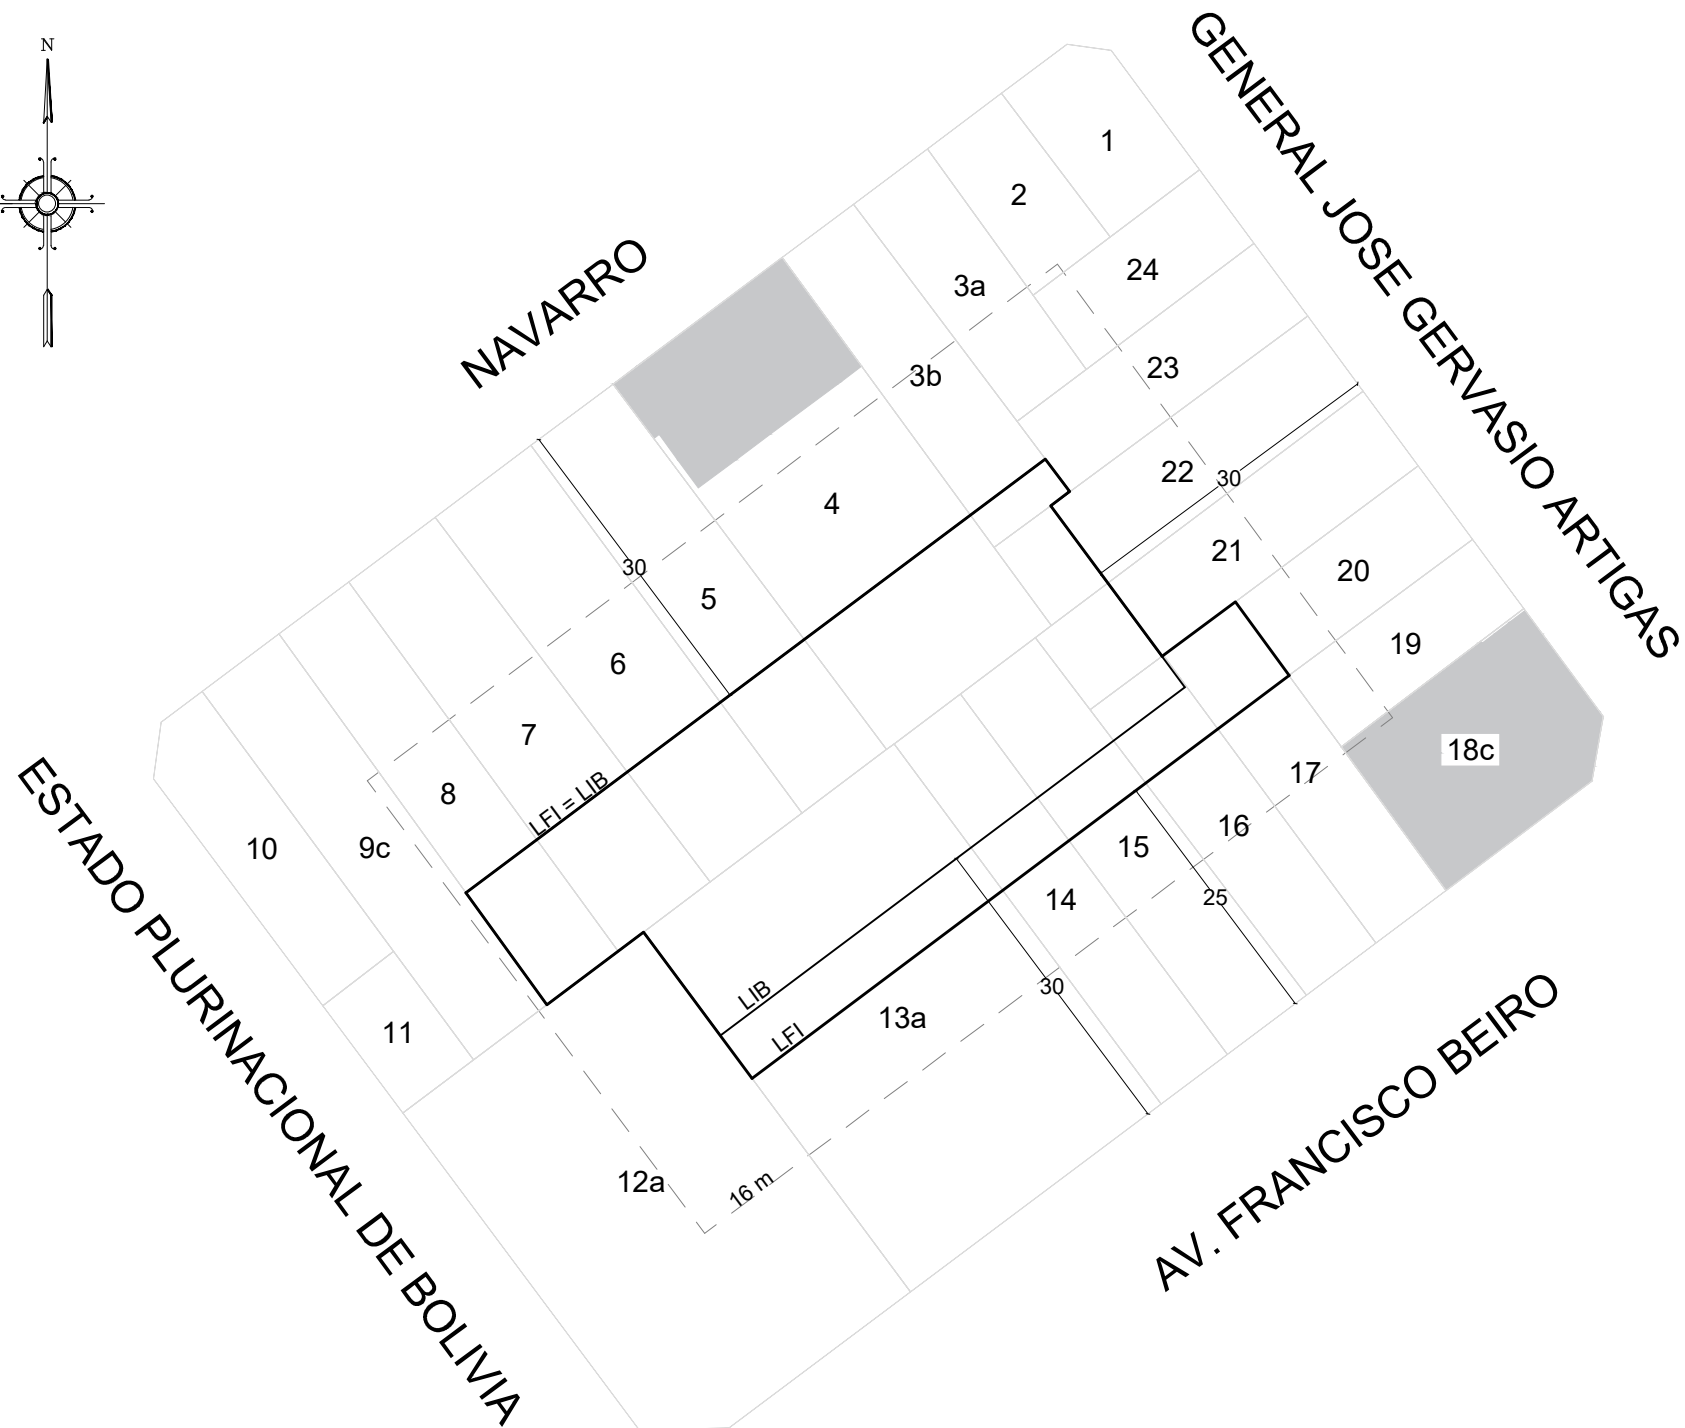 N
GENERAL JOSE GERVASIO ARTIGAS
NAVARRO
1
2
24
3a
23
3b
22
30
4
21
20
30
5
19
6
7
18c
17
8
LFI = LIB
16
15
10
9c
25
14
30
LIB
13a
11
LFI
12a
16 m
ESTADO PLURINACIONAL DE BOLIVIA
AV. FRANCISCO BEIRO